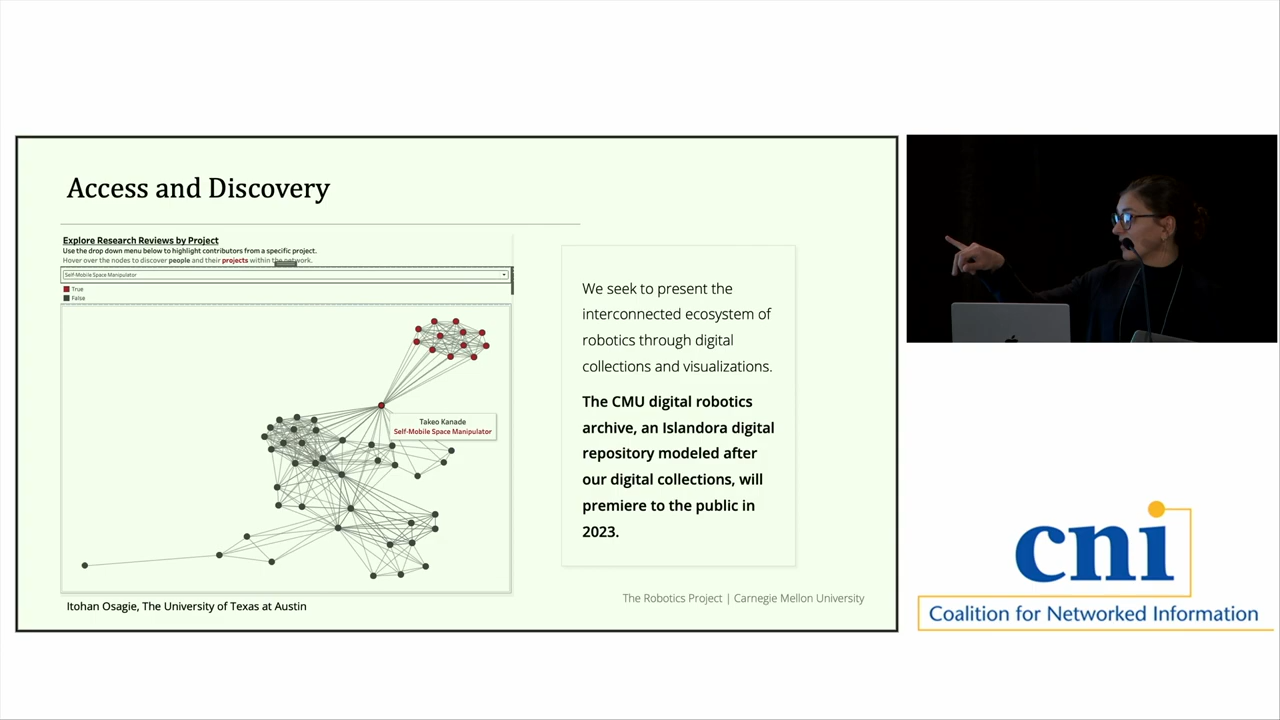 Access and Discovery
Explore Research Reviews by Project
Use the drop down menu below to highlight contributors from a specific project.
Hover over the nodes to discover people and their projects within the network.
Self-Mobile Space Manipulator
True
False
Takeo Kanade
Self-Mobile Space Manipulator
Itohan Osagie, The University of Texas at Austin
We seek to present the
interconnected ecosystem of
robotics through digital
collections and visualizations.
The CMU digital robotics
archive, an Islandora digital
repository modeled after
our digital collections, will
premiere to the public in
2023.
The Robotics Project | Carnegie Mellon University
cni
Coalition for Networked Information